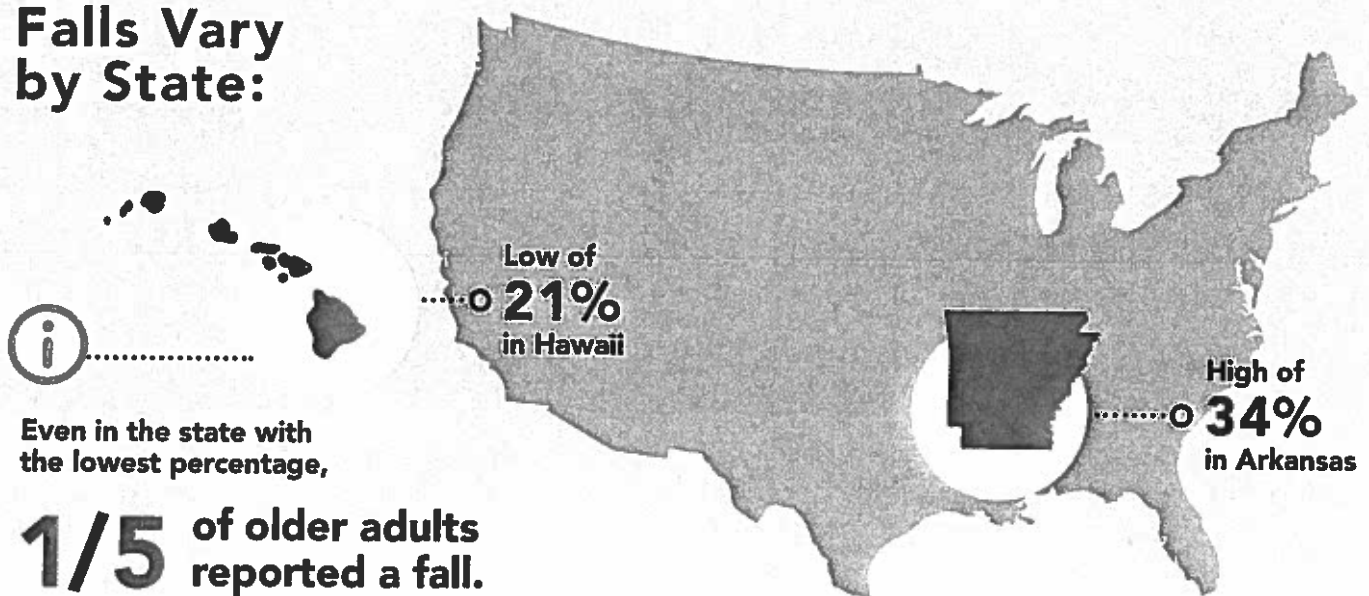 Falls Vary
by State:
Low of
21%
in Hawaii
High of
34%
in Arkansas
i
Even in the state with
the lowest percentage,
1/5 of older adults
reported a fall.